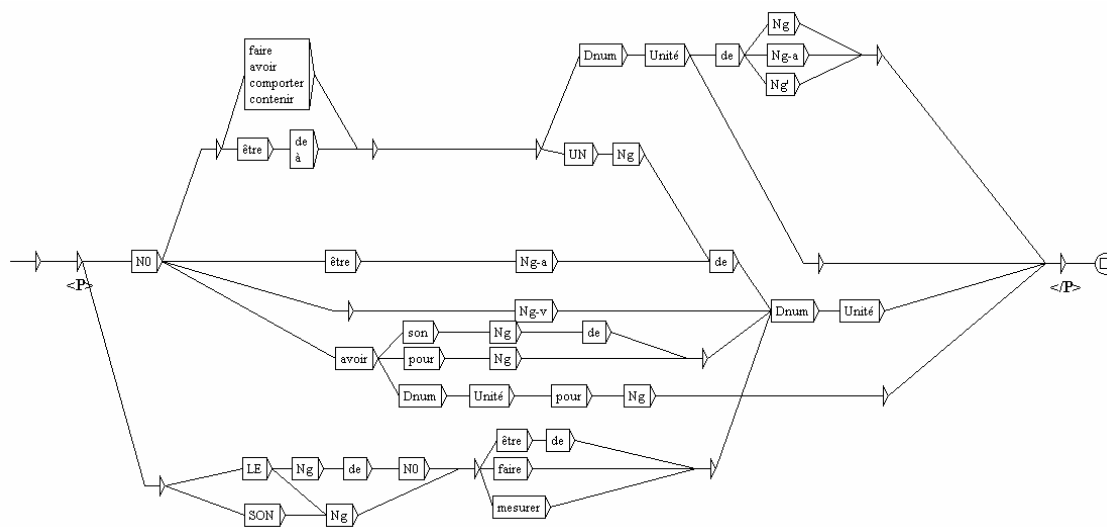 faire
avoir
comporter
contenir
être de
à
Dnum Unité de Ng
Ng-a
Ng'
UN Ng
N0
<P>
être Ng-a de
</P>
Ng-v Dnum Unité
avoir
son Ng de
pour Ng
Dnum Unité pour Ng
LE Ng de N0
SON Ng
être de
faire
mesurer